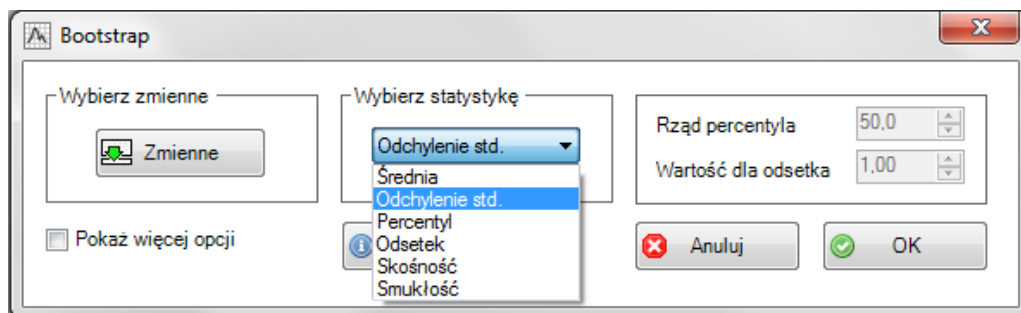 Bootstrap
Wybierz zmienne
Zmienne
Pokaż więcej opcji
Wybierz statystykę
Odchylenie std.
Średnia
Odchylenie std.
Percentyl
Odsetek
Skośność
Smukłość
Rząd percentyla 50,0
Wartość dla odsetka 1,00
Anuluj
OK